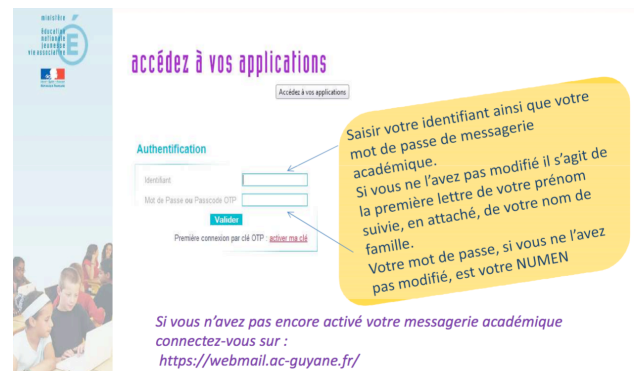 ministère
éducation
nationale
jeunesse
vie associative
accédez à vos applications
Accédez à vos applications
Authentification
Identifiant
Mot de Passe ou Passcode OTP
Valider
Première connexion par clé OTP : activer ma clé
Saisir votre identifiant ainsi que votre
mot de passe de messagerie
académique.
Si vous ne l’avez pas modifié il s’agit de
la première lettre de votre prénom
suivie, en attaché, de votre nom de
famille.
Votre mot de passe, si vous ne l’avez
pas modifié, est votre NUMEN
Si vous n’avez pas encore activé votre messagerie académique
connectez-vous sur :
https://webmail.ac-guyane.fr/